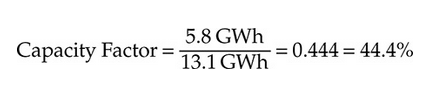 Capacity Factor = 5.8 GWh / 13.1 GWh = 0.444 = 44.4%